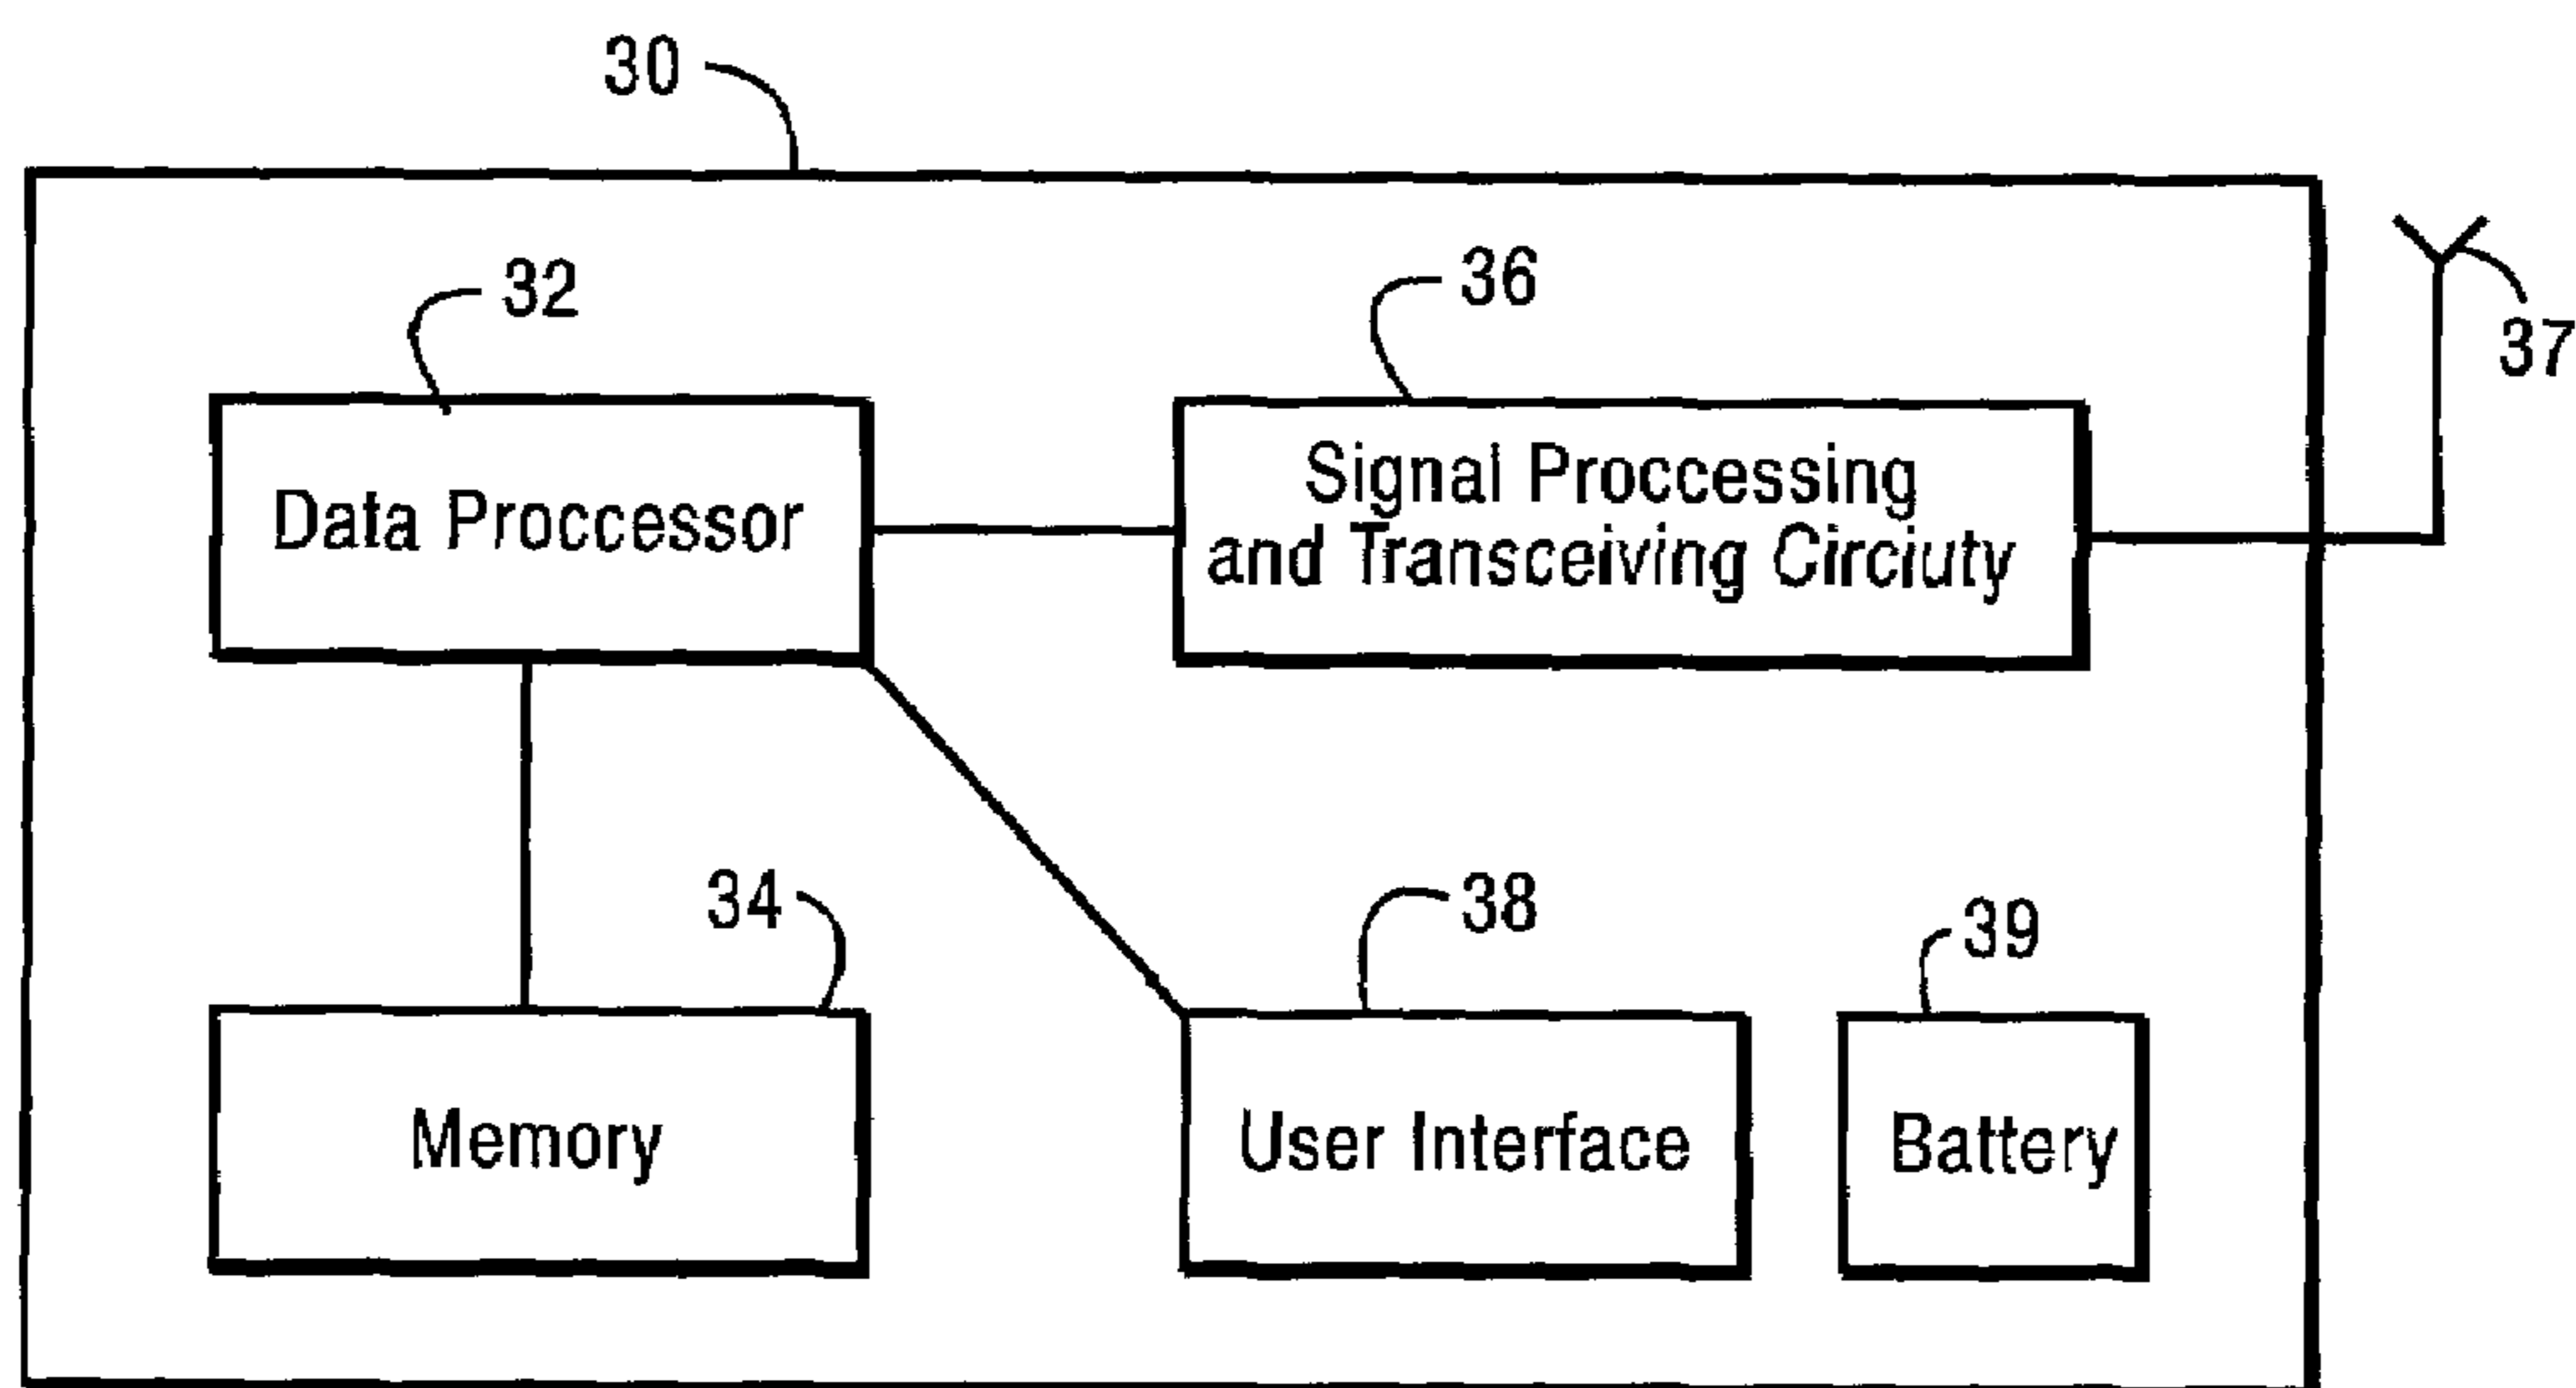 30
32
36
37
Data Proccessor
Signal Proccessing
and Transceiving Circiuty
34
38
39
Memory
User Interface
Battery